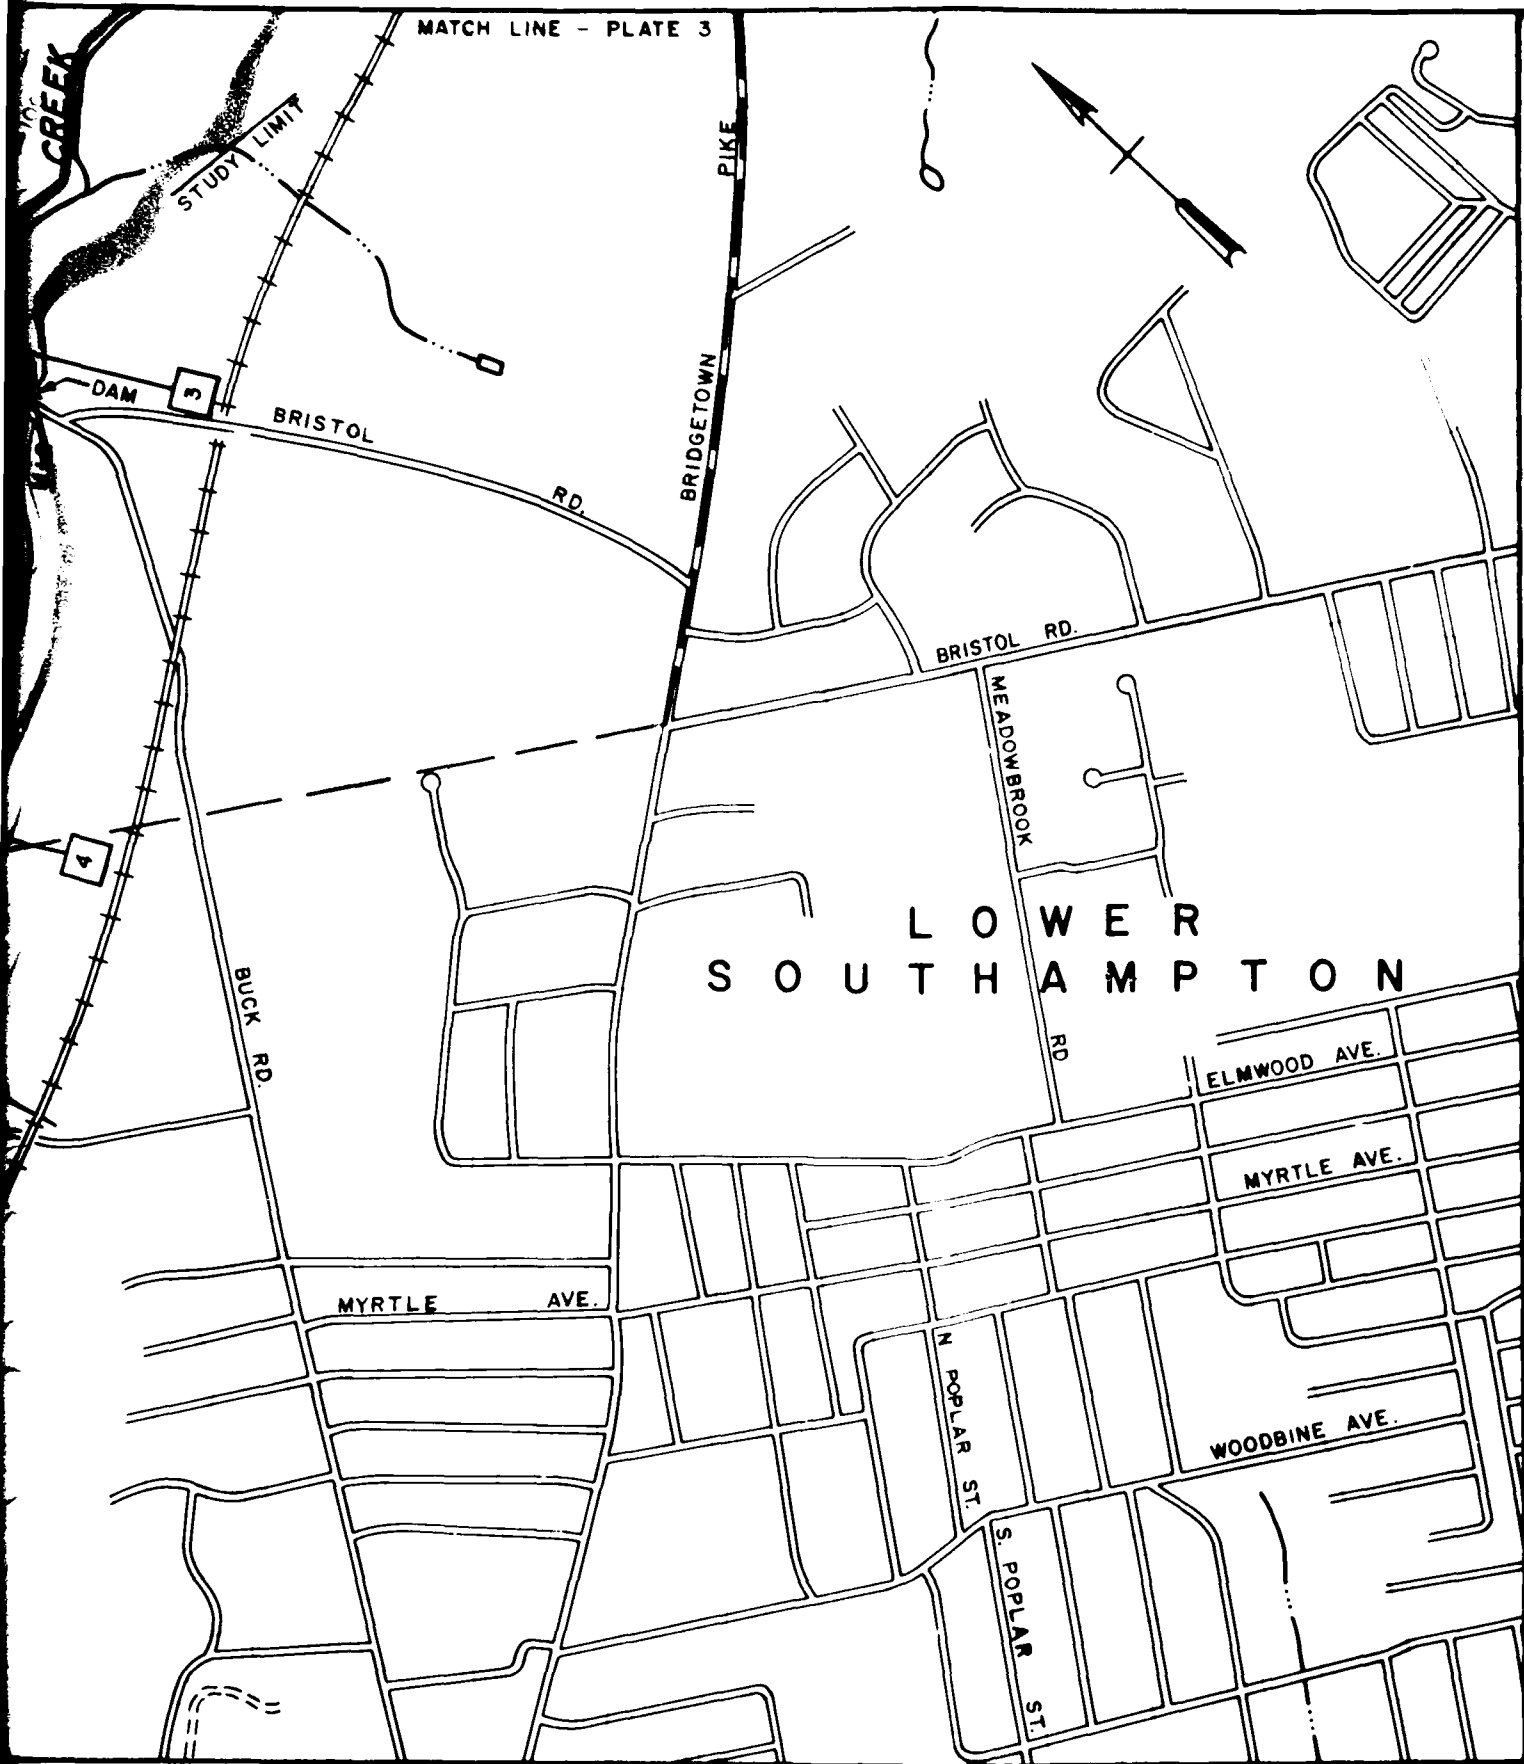 MATCH LINE - PLATE 3
CREEK
STUDY LIMIT
PIKE
BRIDGETOWN
DAM
3
BRISTOL
RD.
BRISTOL RD.
MEADOWBROOK
RD
4
BUCK RD.
LOWER
SOUTHAMPTON
ELMWOOD AVE.
MYRTLE AVE.
MYRTLE AVE.
N POPLAR ST.
WOODBINE AVE.
S. POPLAR ST.